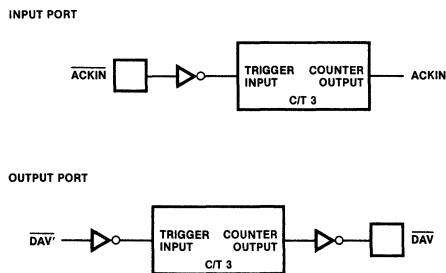 INPUT PORT
ACKIN
TRIGGER INPUT
COUNTER OUTPUT
C/T 3
ACKIN
OUTPUT PORT
DAV'
TRIGGER INPUT
COUNTER OUTPUT
C/T 3
DAV